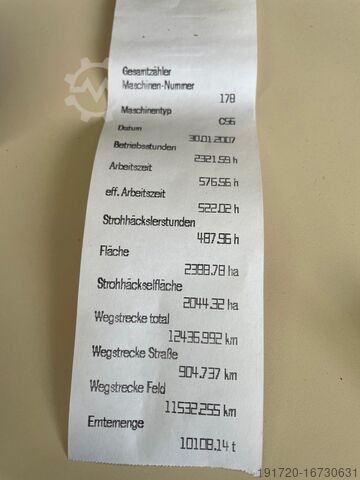 Gesamtzähler
Maschinen-Nummer
178
Maschinentyp
CS6
Datum
30.01.2007
Betriebsstunden
2321.59 h
Arbeitszeit
576.56 h
eff. Arbeitszeit
522.02 h
Strohhäckslerstunden
487.96 h
Fläche
2388.78 ha
Strohhäckselfläche
2044.32 ha
Wegstrecke total
12436.992 km
Wegstrecke Straße
904.737 km
Wegstrecke Feld
11532.255 km
Erntemenge
10108.14 t
191720-16730631